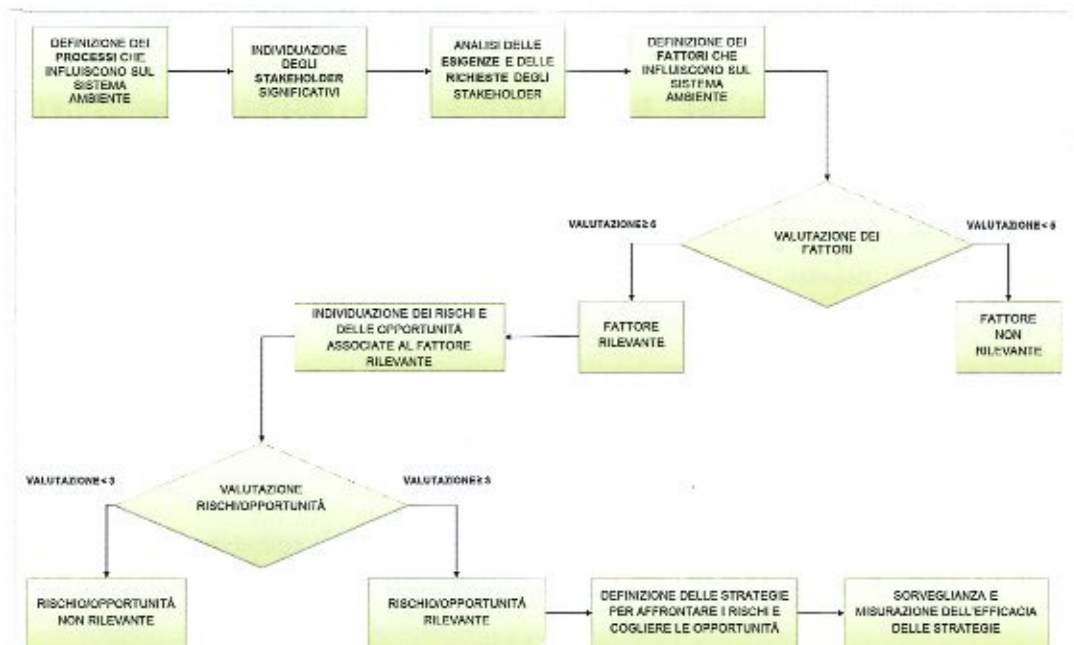 DEFINIZIONE DEI
PROCESSI CHE
INFLUISCONO SUL
SISTEMA
AMBIENTE
INDIVIDUAZIONE
DEGLI
STAKEHOLDER
SIGNIFICATIVI
ANALISI DELLE
ESIGENZE E DELLE
RICHIESTE DEGLI
STAKEHOLDER
DEFINIZIONE DEI
FATTORI CHE
INFLUISCONO SUL
SISTEMA
AMBIENTE
VALUTAZIONE≥
VALUTAZIONE DEI
FATTORI
VALUTAZIONE<
INDIVIDUAZIONE DEI RISCHI E
DELLE OPPORTUNITÀ
ASSOCIATE AL FATTORE
RILEVANTE
FATTORE
RILEVANTE
FATTORE
NON
RILEVANTE
VALUTAZIONE< 3
VALUTAZIONE
RISCHI/OPPORTUNITÀ
VALUTAZIONE≥ 3
RISCHIO/OPPORTUNITÀ
NON RILEVANTE
RISCHIO/OPPORTUNITÀ
RILEVANTE
DEFINIZIONE DELLE STRATEGIE
PER AFFRONTARE I RISCHI E
COGLIERE LE OPPORTUNITÀ
SORVEGLIANZA E
MISURAZIONE DELL'EFFICACIA
DELLE STRATEGIE